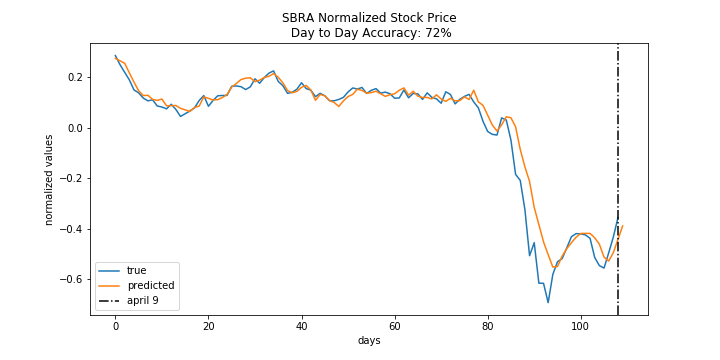 SBRA Normalized Stock Price
Day to Day Accuracy: 72%
normalized values
0.2
0.0
−0.2
−0.4
−0.6
true
predicted
april 9
0 20 40 60 80 100
days